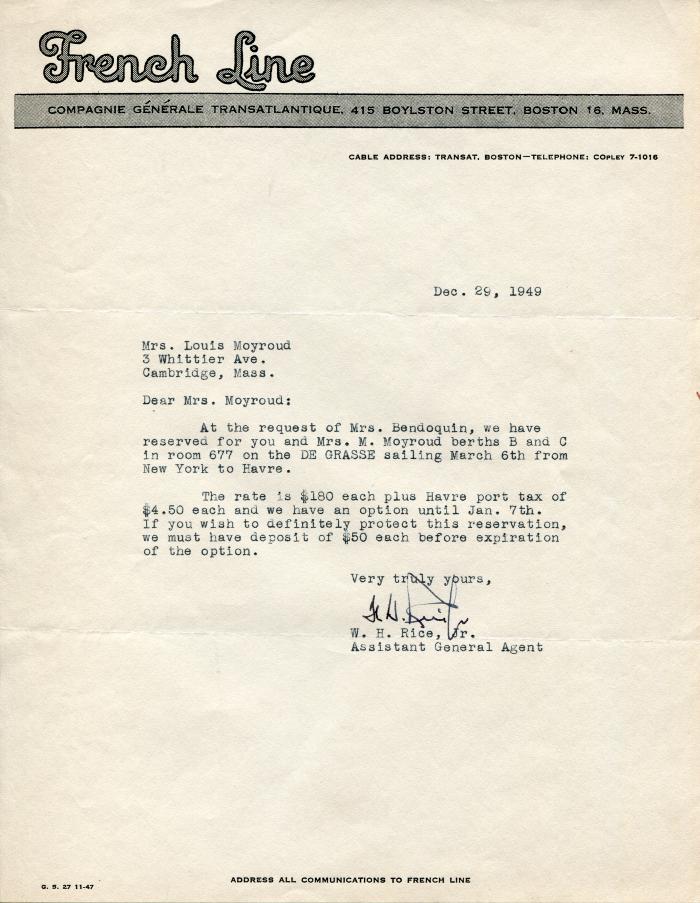 French Line
COMPAGNIE GÉNÉRALE TRANSATLANTIQUE, 415 BOYLSTON STREET, BOSTON 16, MASS.
CABLE ADDRESS: TRANSAT, BOSTON—TELEPHONE: COPLEY 7-1016
Dec. 29, 1949
Mrs. Louis Moyroud
3 Whittier Ave.
Cambridge, Mass.
Dear Mrs. Moyroud:
At the request of Mrs. Bendoquin, we have
reserved for you and Mrs. M. Moyroud berths B and C
in room 677 on the DE GRASSE sailing March 6th from
New York to Havre.
The rate is $180 each plus Havre port tax of
$4.50 each and we have an option until Jan. 7th.
If you wish to definitely protect this reservation,
we must have deposit of $50 each before expiration
of the option.
Very truly yours,
W. H. Rice, Jr.
Assistant General Agent
ADDRESS ALL COMMUNICATIONS TO FRENCH LINE
G. S. 27 11-47